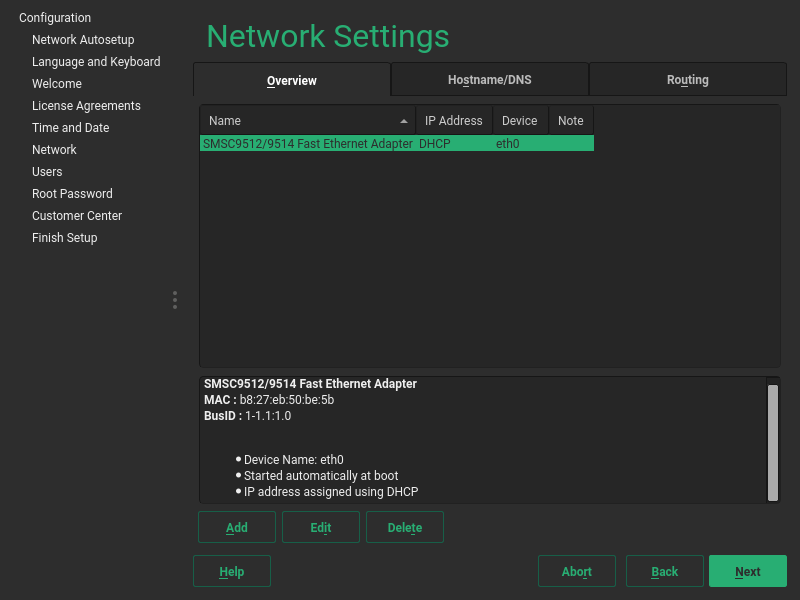 Configuration
Network Autosetup
Language and Keyboard
Welcome
License Agreements
Time and Date
Network
Users
Root Password
Customer Center
Finish Setup
Network Settings
Overview Hostname/DNS Routing
Name IP Address Device Note
SMSC9512/9514 Fast Ethernet Adapter DHCP eth0
SMSC9512/9514 Fast Ethernet Adapter
MAC : b8:27:eb:50:be:5b
BusID : 1-1.1:1.0
• Device Name: eth0
• Started automatically at boot
• IP address assigned using DHCP
Add Edit Delete
Help Abort Back Next